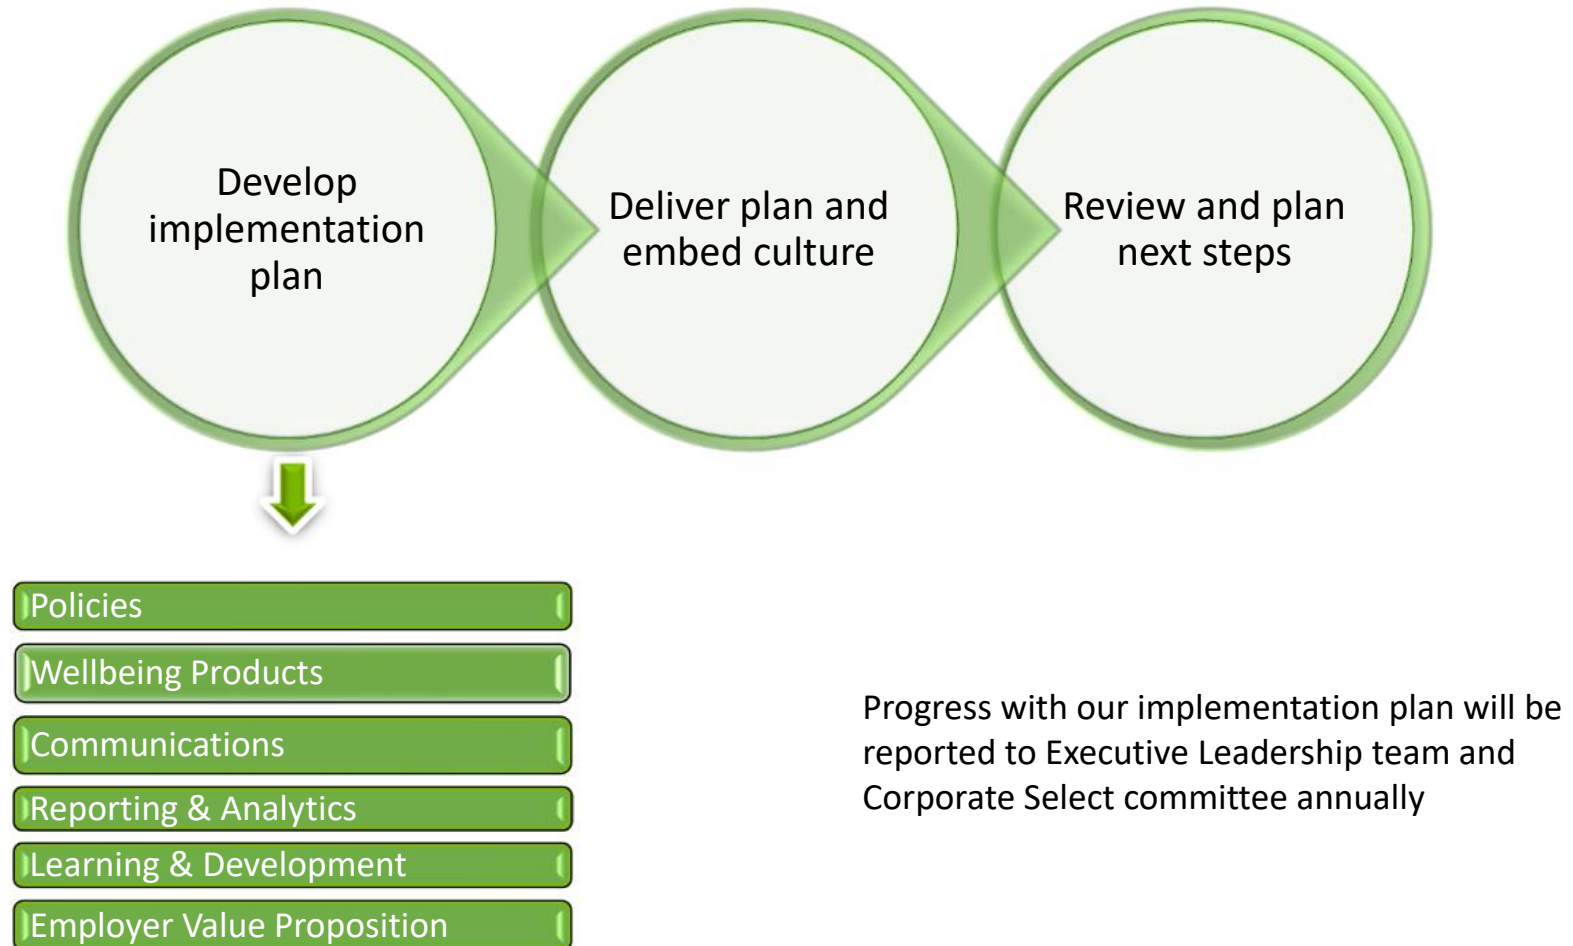 Develop
implementation
plan
Deliver plan and
embed culture
Review and plan
next steps
Policies
Wellbeing Products
Communications
Reporting & Analytics
Learning & Development
Employer Value Proposition
Progress with our implementation plan will be
reported to Executive Leadership team and
Corporate Select committee annually